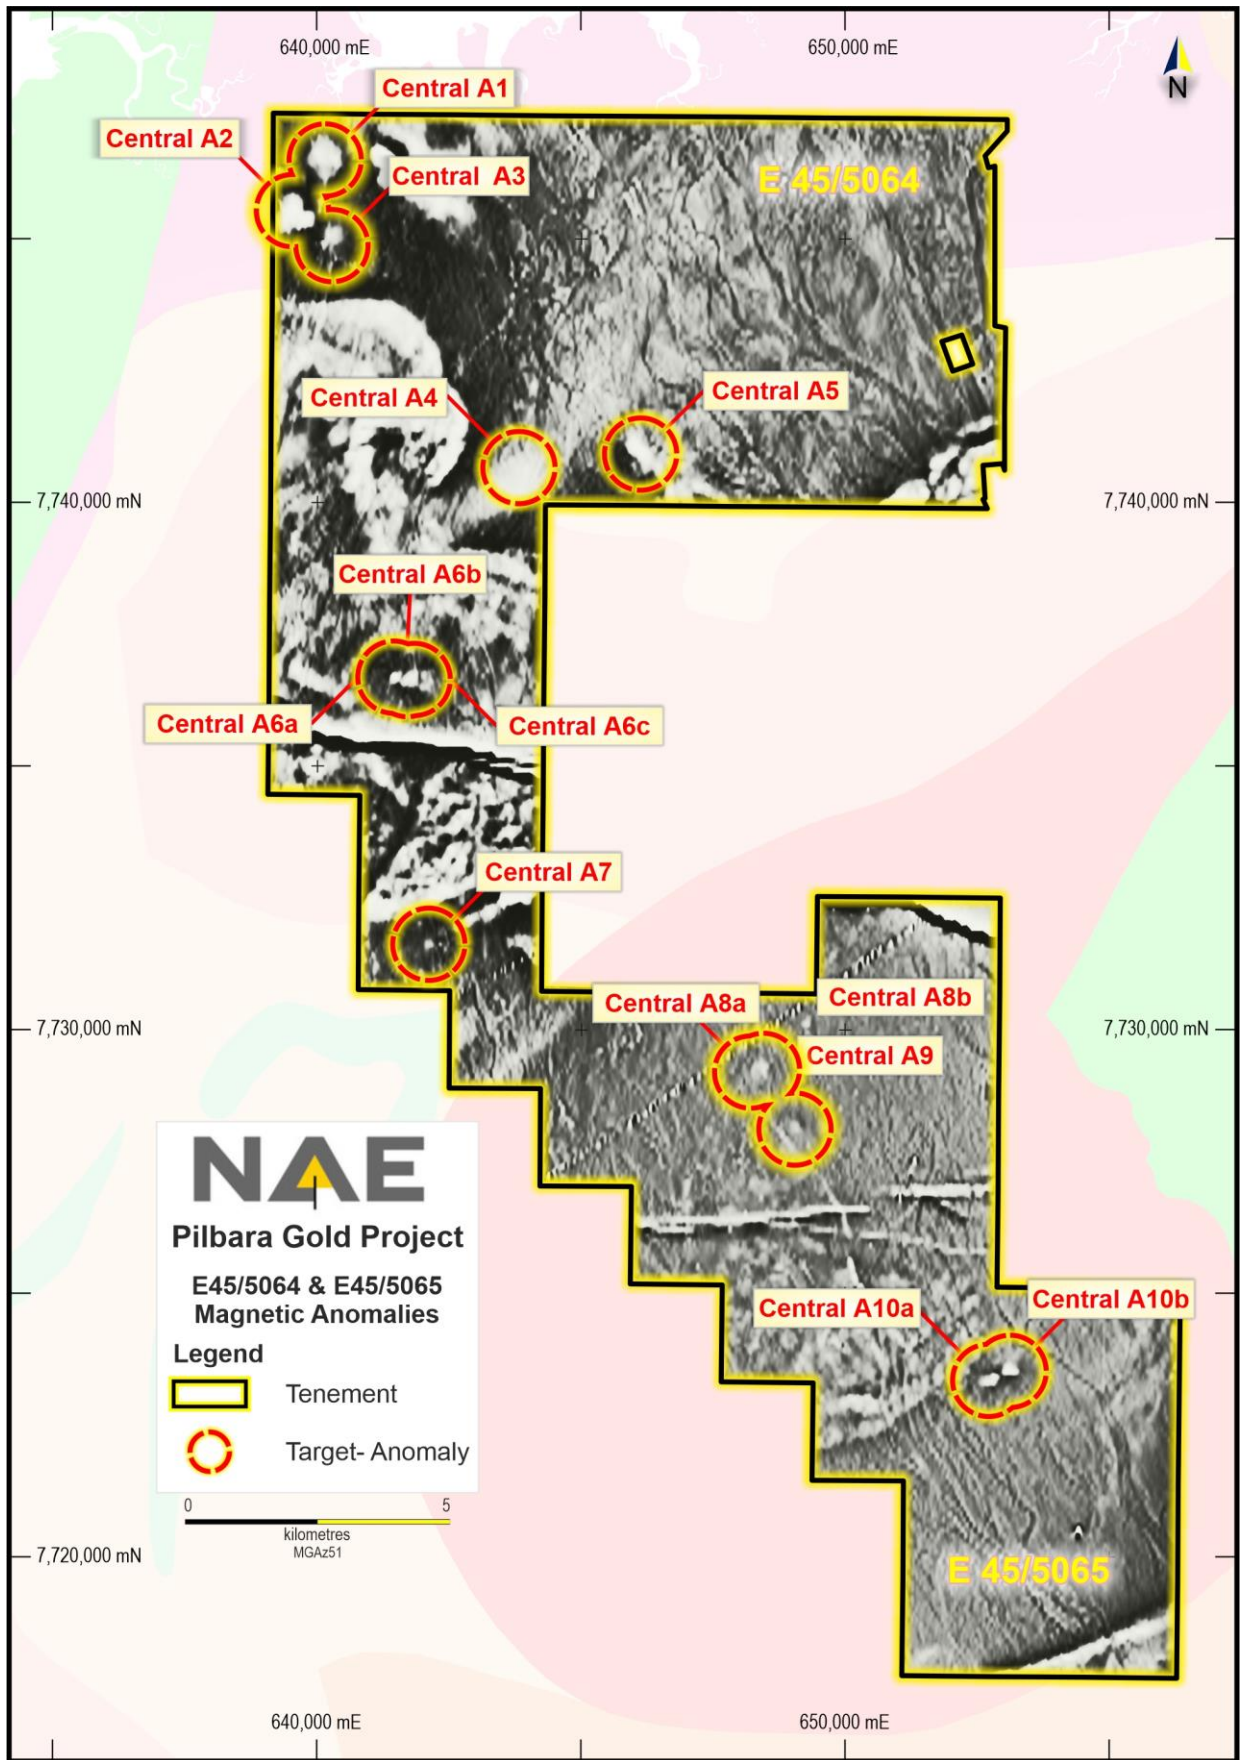 640,000 mE
650,000 mE
N
Central A1
Central A2
Central A3
E 45/5064
Central A4
Central A5
7,740,000 mN
7,740,000 mN
Central A6b
Central A6a
Central A6c
Central A7
Central A8a
Central A8b
7,730,000 mN
7,730,000 mN
Central A9
NAE
Pilbara Gold Project
E45/5064 & E45/5065
Magnetic Anomalies
Legend
Tenement
Target- Anomaly
Central A10a
Central A10b
0
5
kilometres
MGAz51
7,720,000 mN
7,720,000 mN
E 45/5065
640,000 mE
650,000 mE